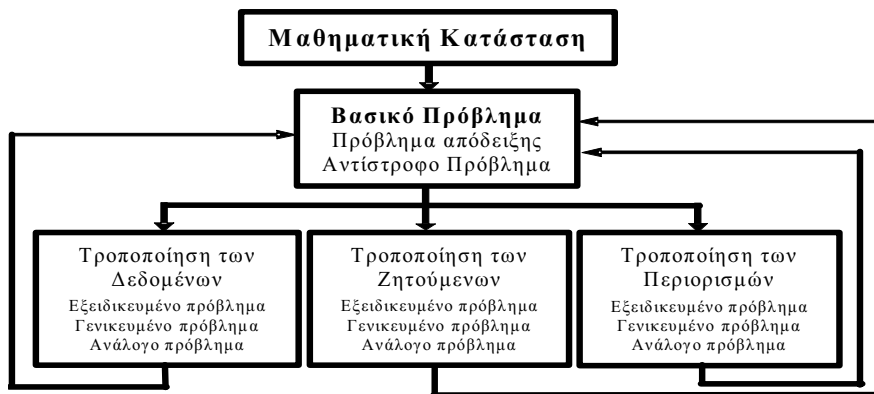 Μαθηματική Κατάσταση
Βασικό Πρόβλημα
Πρόβλημα απόδειξης
Αντίστροφο Πρόβλημα
Τροποποίηση των
Δεδομένων
Εξειδικευμένο πρόβλημα
Γενικευμένο πρόβλημα
Ανάλογο πρόβλημα
Τροποποίηση των
Ζητούμενων
Εξειδικευμένο πρόβλημα
Γενικευμένο πρόβλημα
Ανάλογο πρόβλημα
Τροποποίηση των
Περιορισμών
Εξειδικευμένο πρόβλημα
Γενικευμένο πρόβλημα
Ανάλογο πρόβλημα